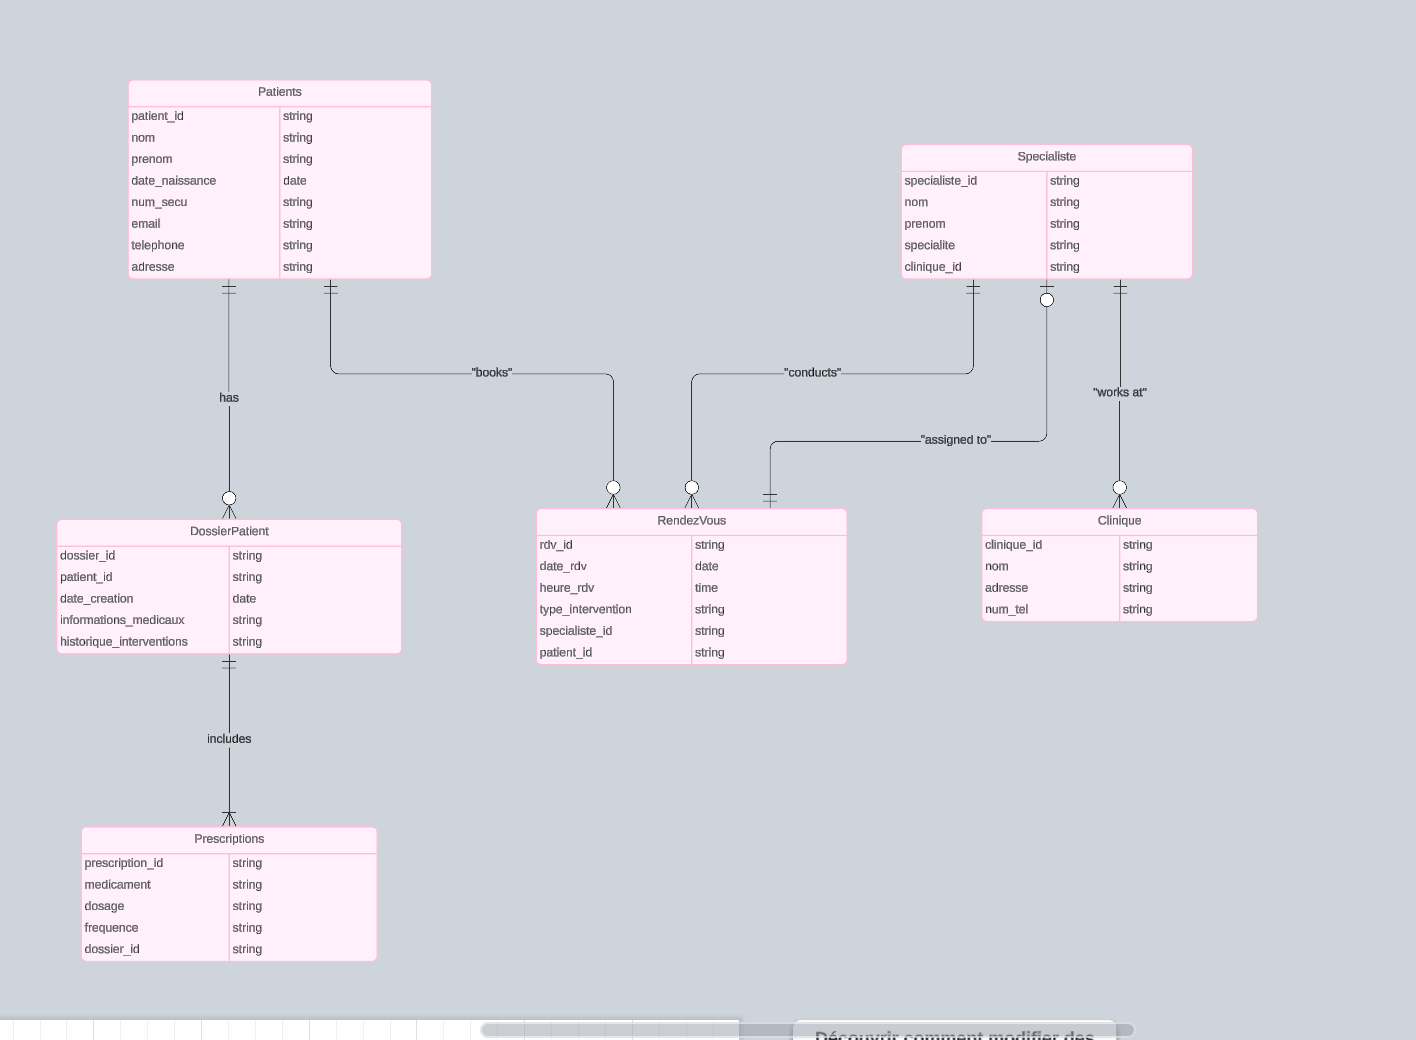 Patients
patient_id string
nom string
prenom string
date_naissance date
num_secu string
email string
telephone string
adresse string
Specialiste
specialiste_id string
nom string
prenom string
specialite string
clinique_id string
"books"
"conducts"
has
"works at"
"assigned to"
DossierPatient
dossier_id string
patient_id string
date_creation date
informations_medicaux string
historique_interventions string
RendezVous
rdv_id string
date_rdv date
heure_rdv time
type_intervention string
specialiste_id string
patient_id string
Clinique
clinique_id string
nom string
adresse string
num_tel string
includes
Prescriptions
prescription_id string
medicament string
dosage string
frequence string
dossier_id string
Découvrir comment modifier des